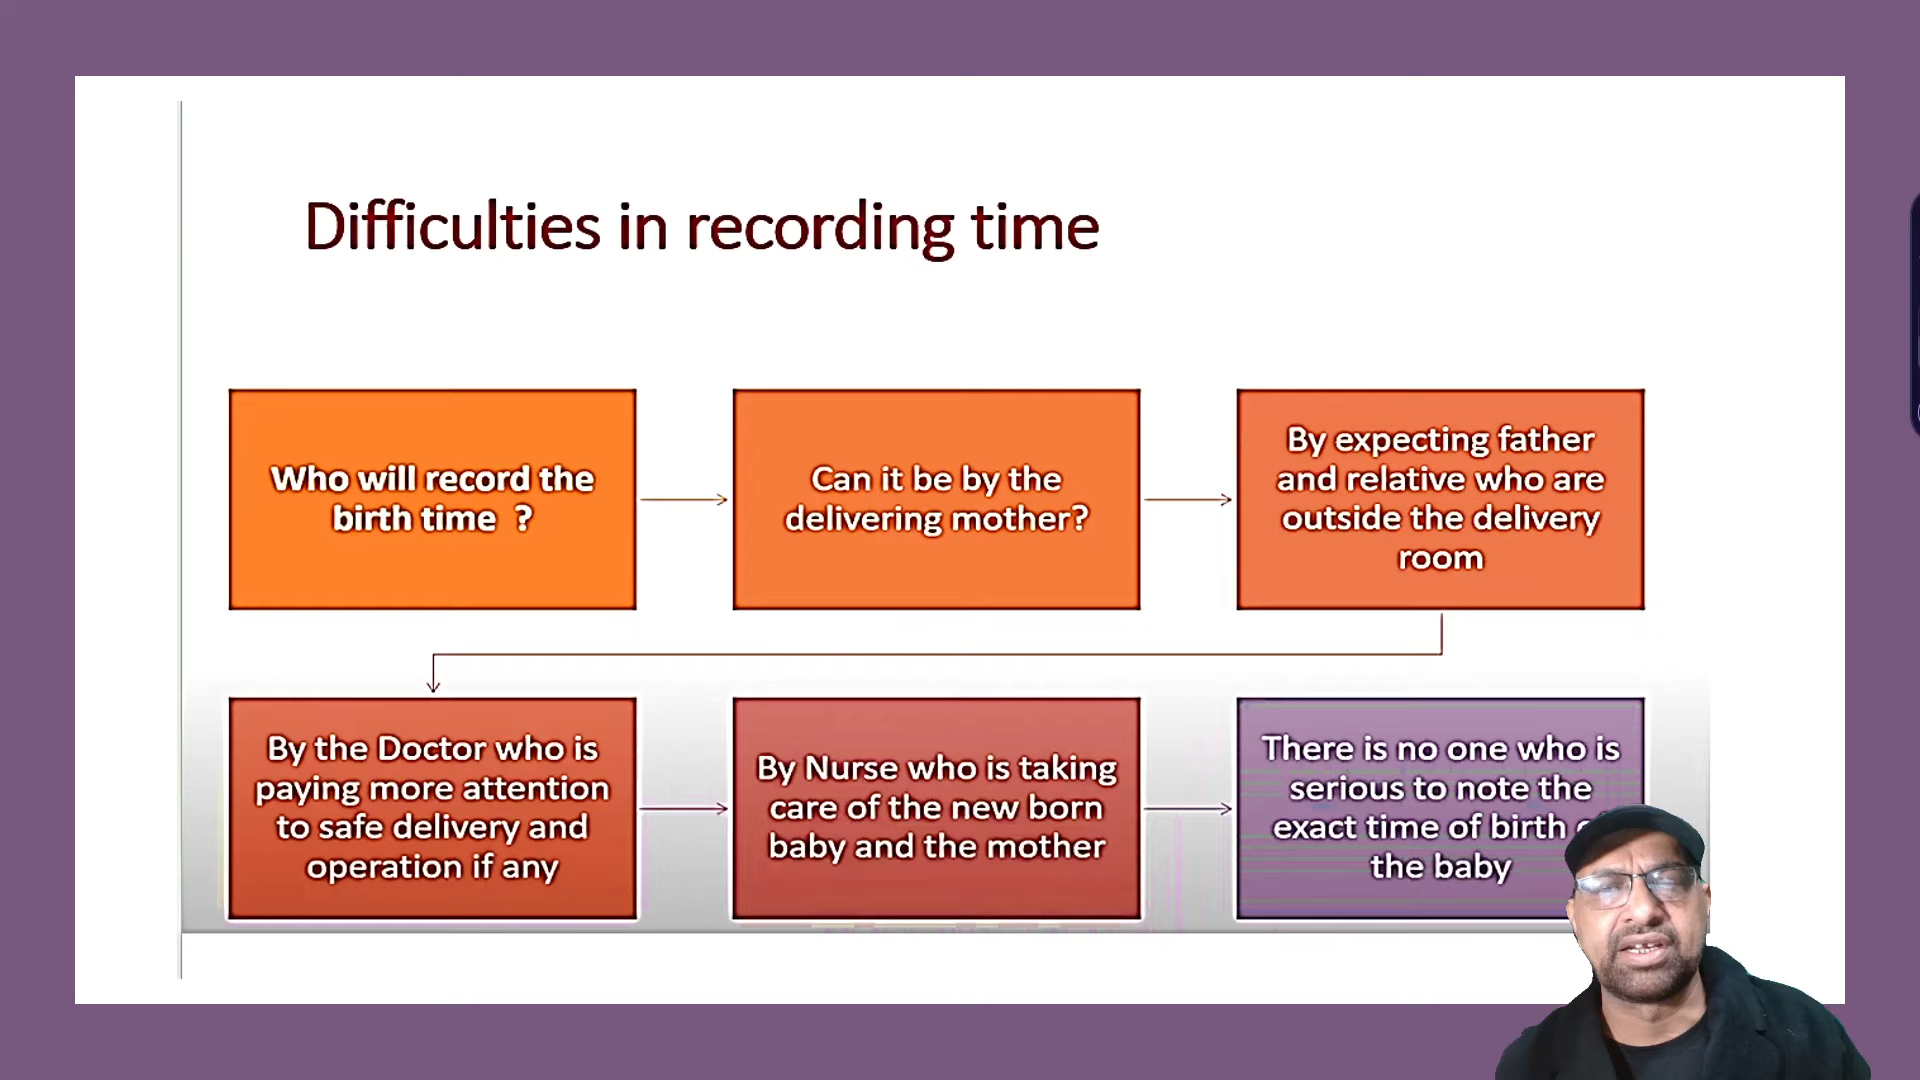 Difficulties in recording time
Who will record the
birth time ?
Can it be by the
delivering mother?
By expecting father
and relative who are
outside the delivery
room
By the Doctor who is
paying more attention
to safe delivery and
operation if any
By Nurse who is taking
care of the new born
baby and the mother
There is no one who is
serious to note the
exact time of birth
the baby